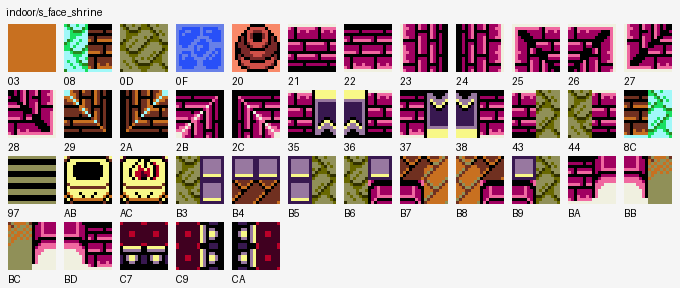 indoor/s_face_shrine
03 08 0D 0F 20 21 22 23 24 25 26 27
28 29 2A 2B 2C 35 36 37 38 43 44 8C
97 AB AC B3 B4 B5 B6 B7 B8 B9 BA BB
BC BD C7 C9 CA